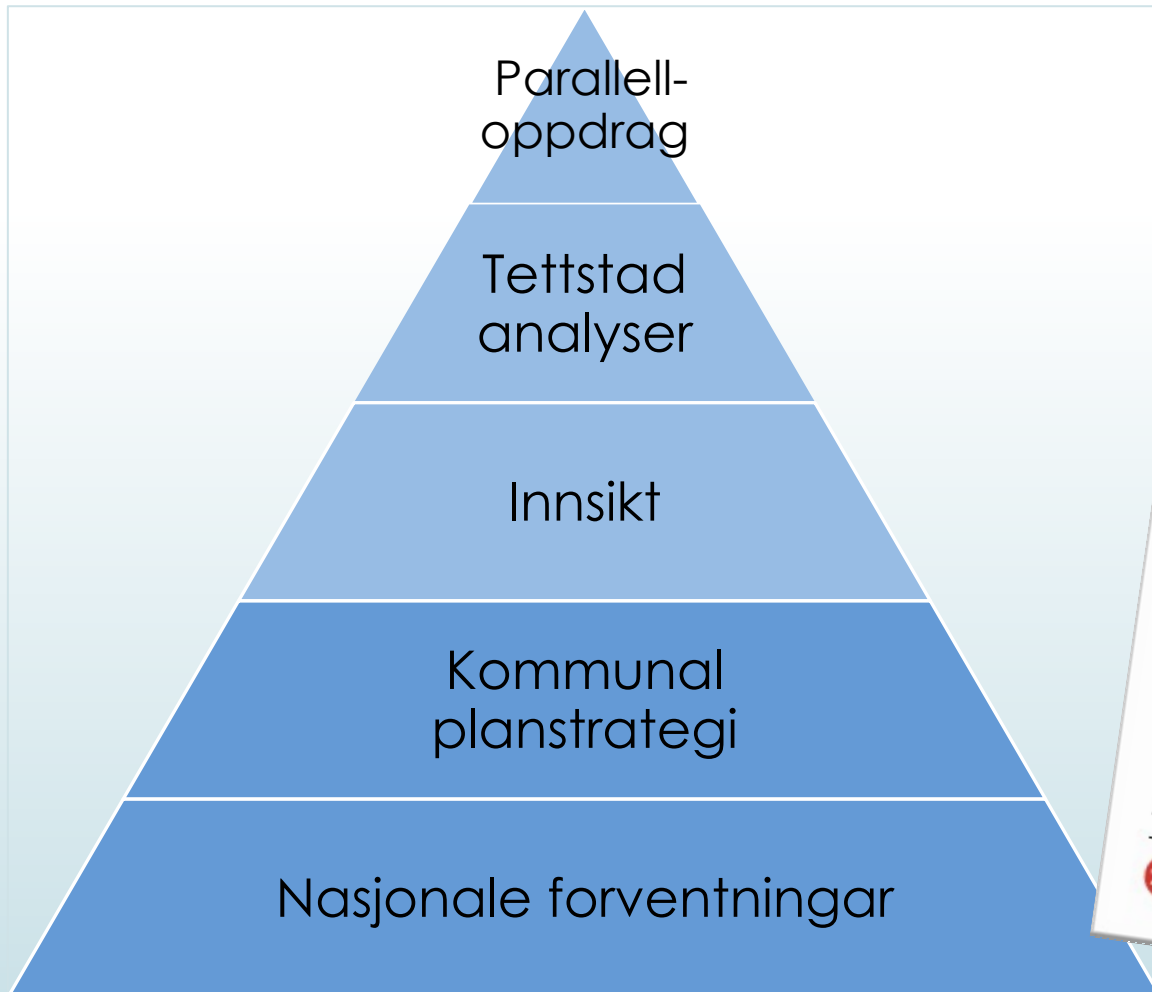 Parallell-
oppdrag
Tettstad
analyser
Innsikt
Kommunal
planstrategi
Nasjonale forventningar